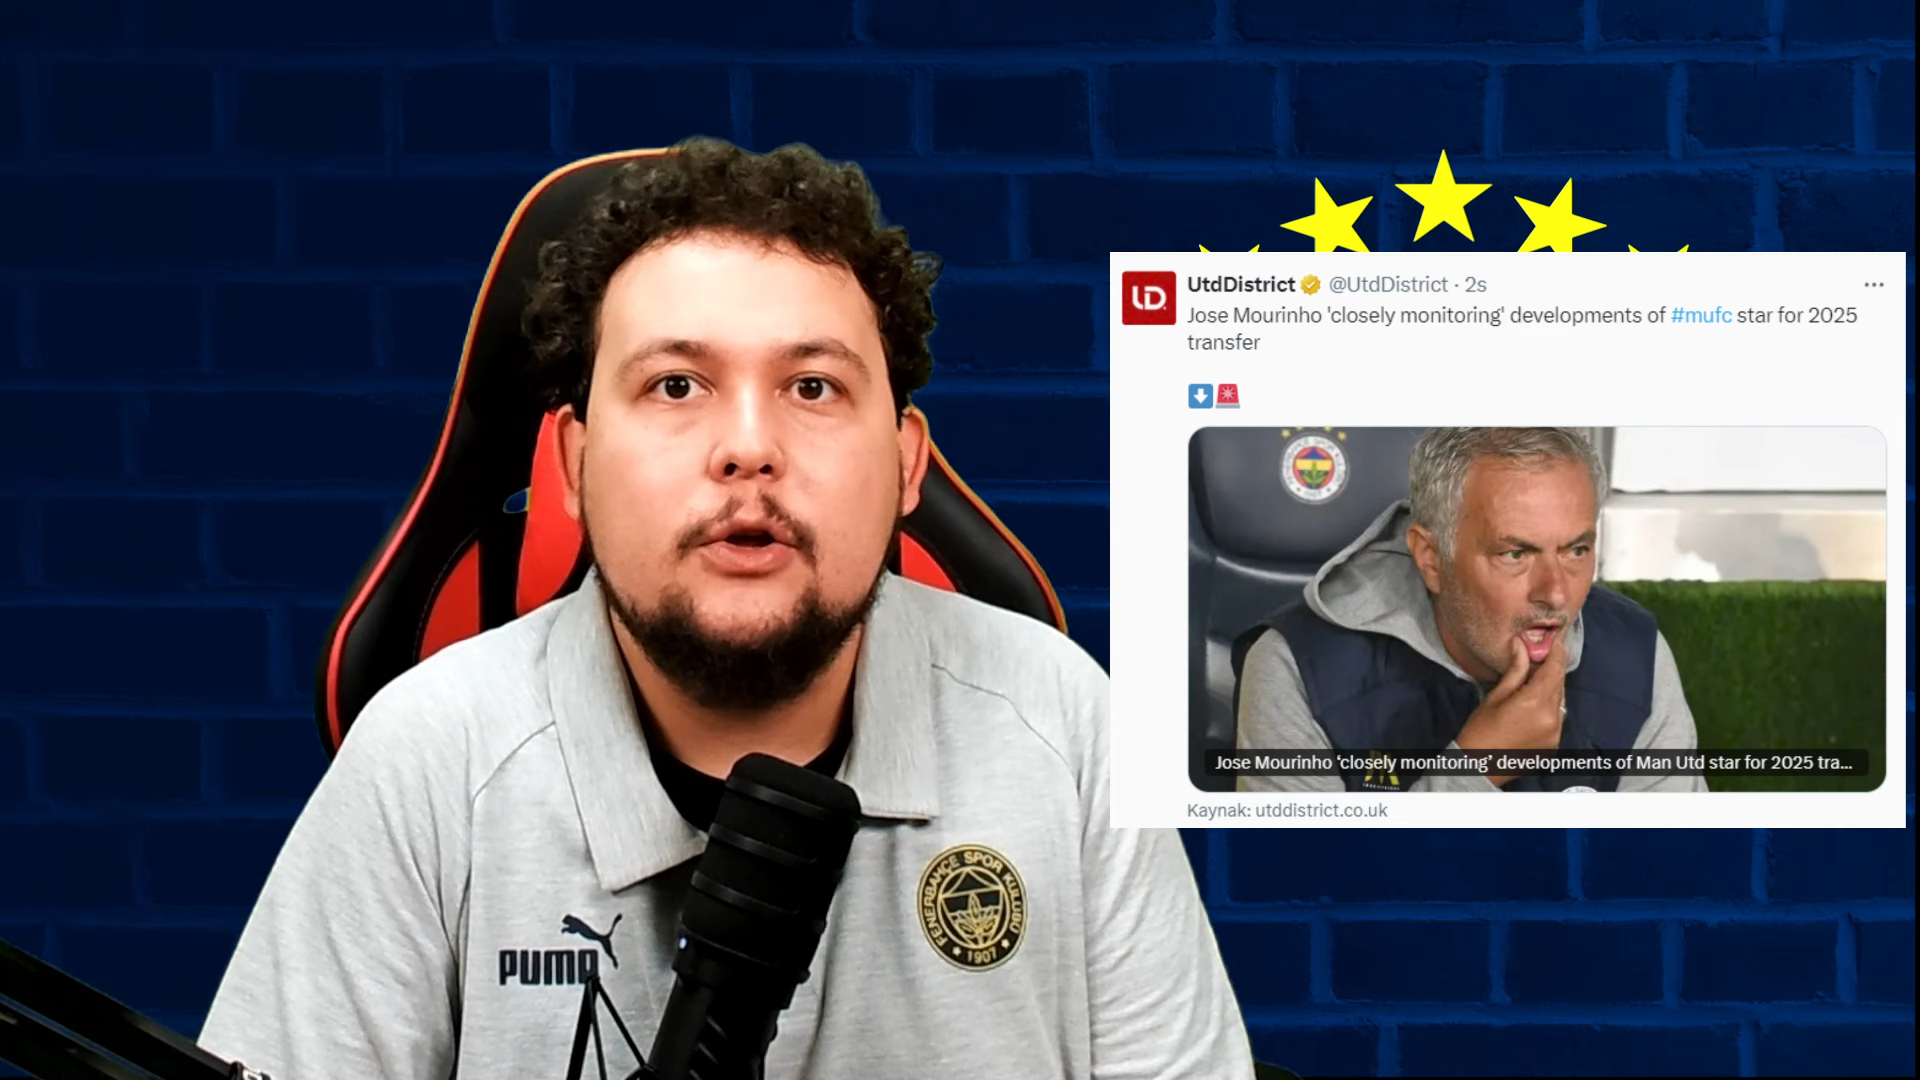 UtdDistrict @UtdDistrict · 2s
Jose Mourinho 'closely monitoring' developments of #mufc star for 2025
transfer
Jose Mourinho ‘closely monitoring’ developments of Man Utd star for 2025 tra...
Kaynak: utddistrict.co.uk
PUMA
FENERBAHÇE SPOR KULÜBÜ
1907